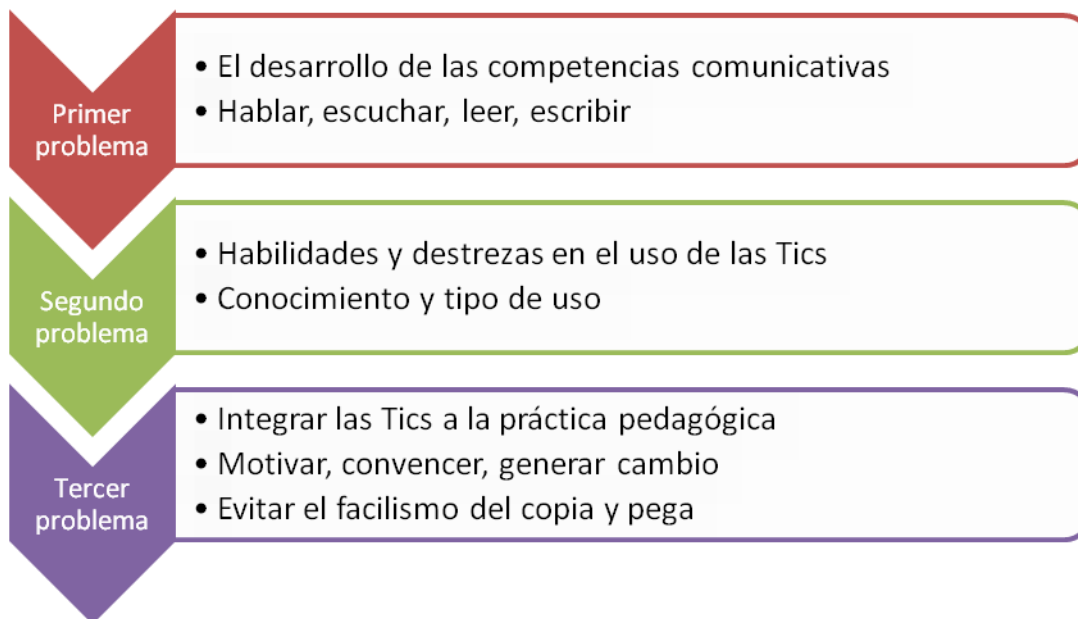 Primer
problema
• El desarrollo de las competencias comunicativas
• Hablar, escuchar, leer, escribir
Segundo
problema
• Habilidades y destrezas en el uso de las Tics
• Conocimiento y tipo de uso
Tercer
problema
• Integrar las Tics a la práctica pedagógica
• Motivar, convencer, generar cambio
• Evitar el facilismo del copia y pega